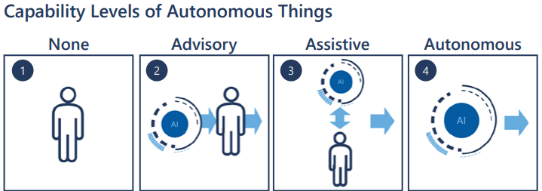 Capability Levels of Autonomous Things
None
Advisory
Assistive
Autonomous
1
2
3
4
AI
AI
AI